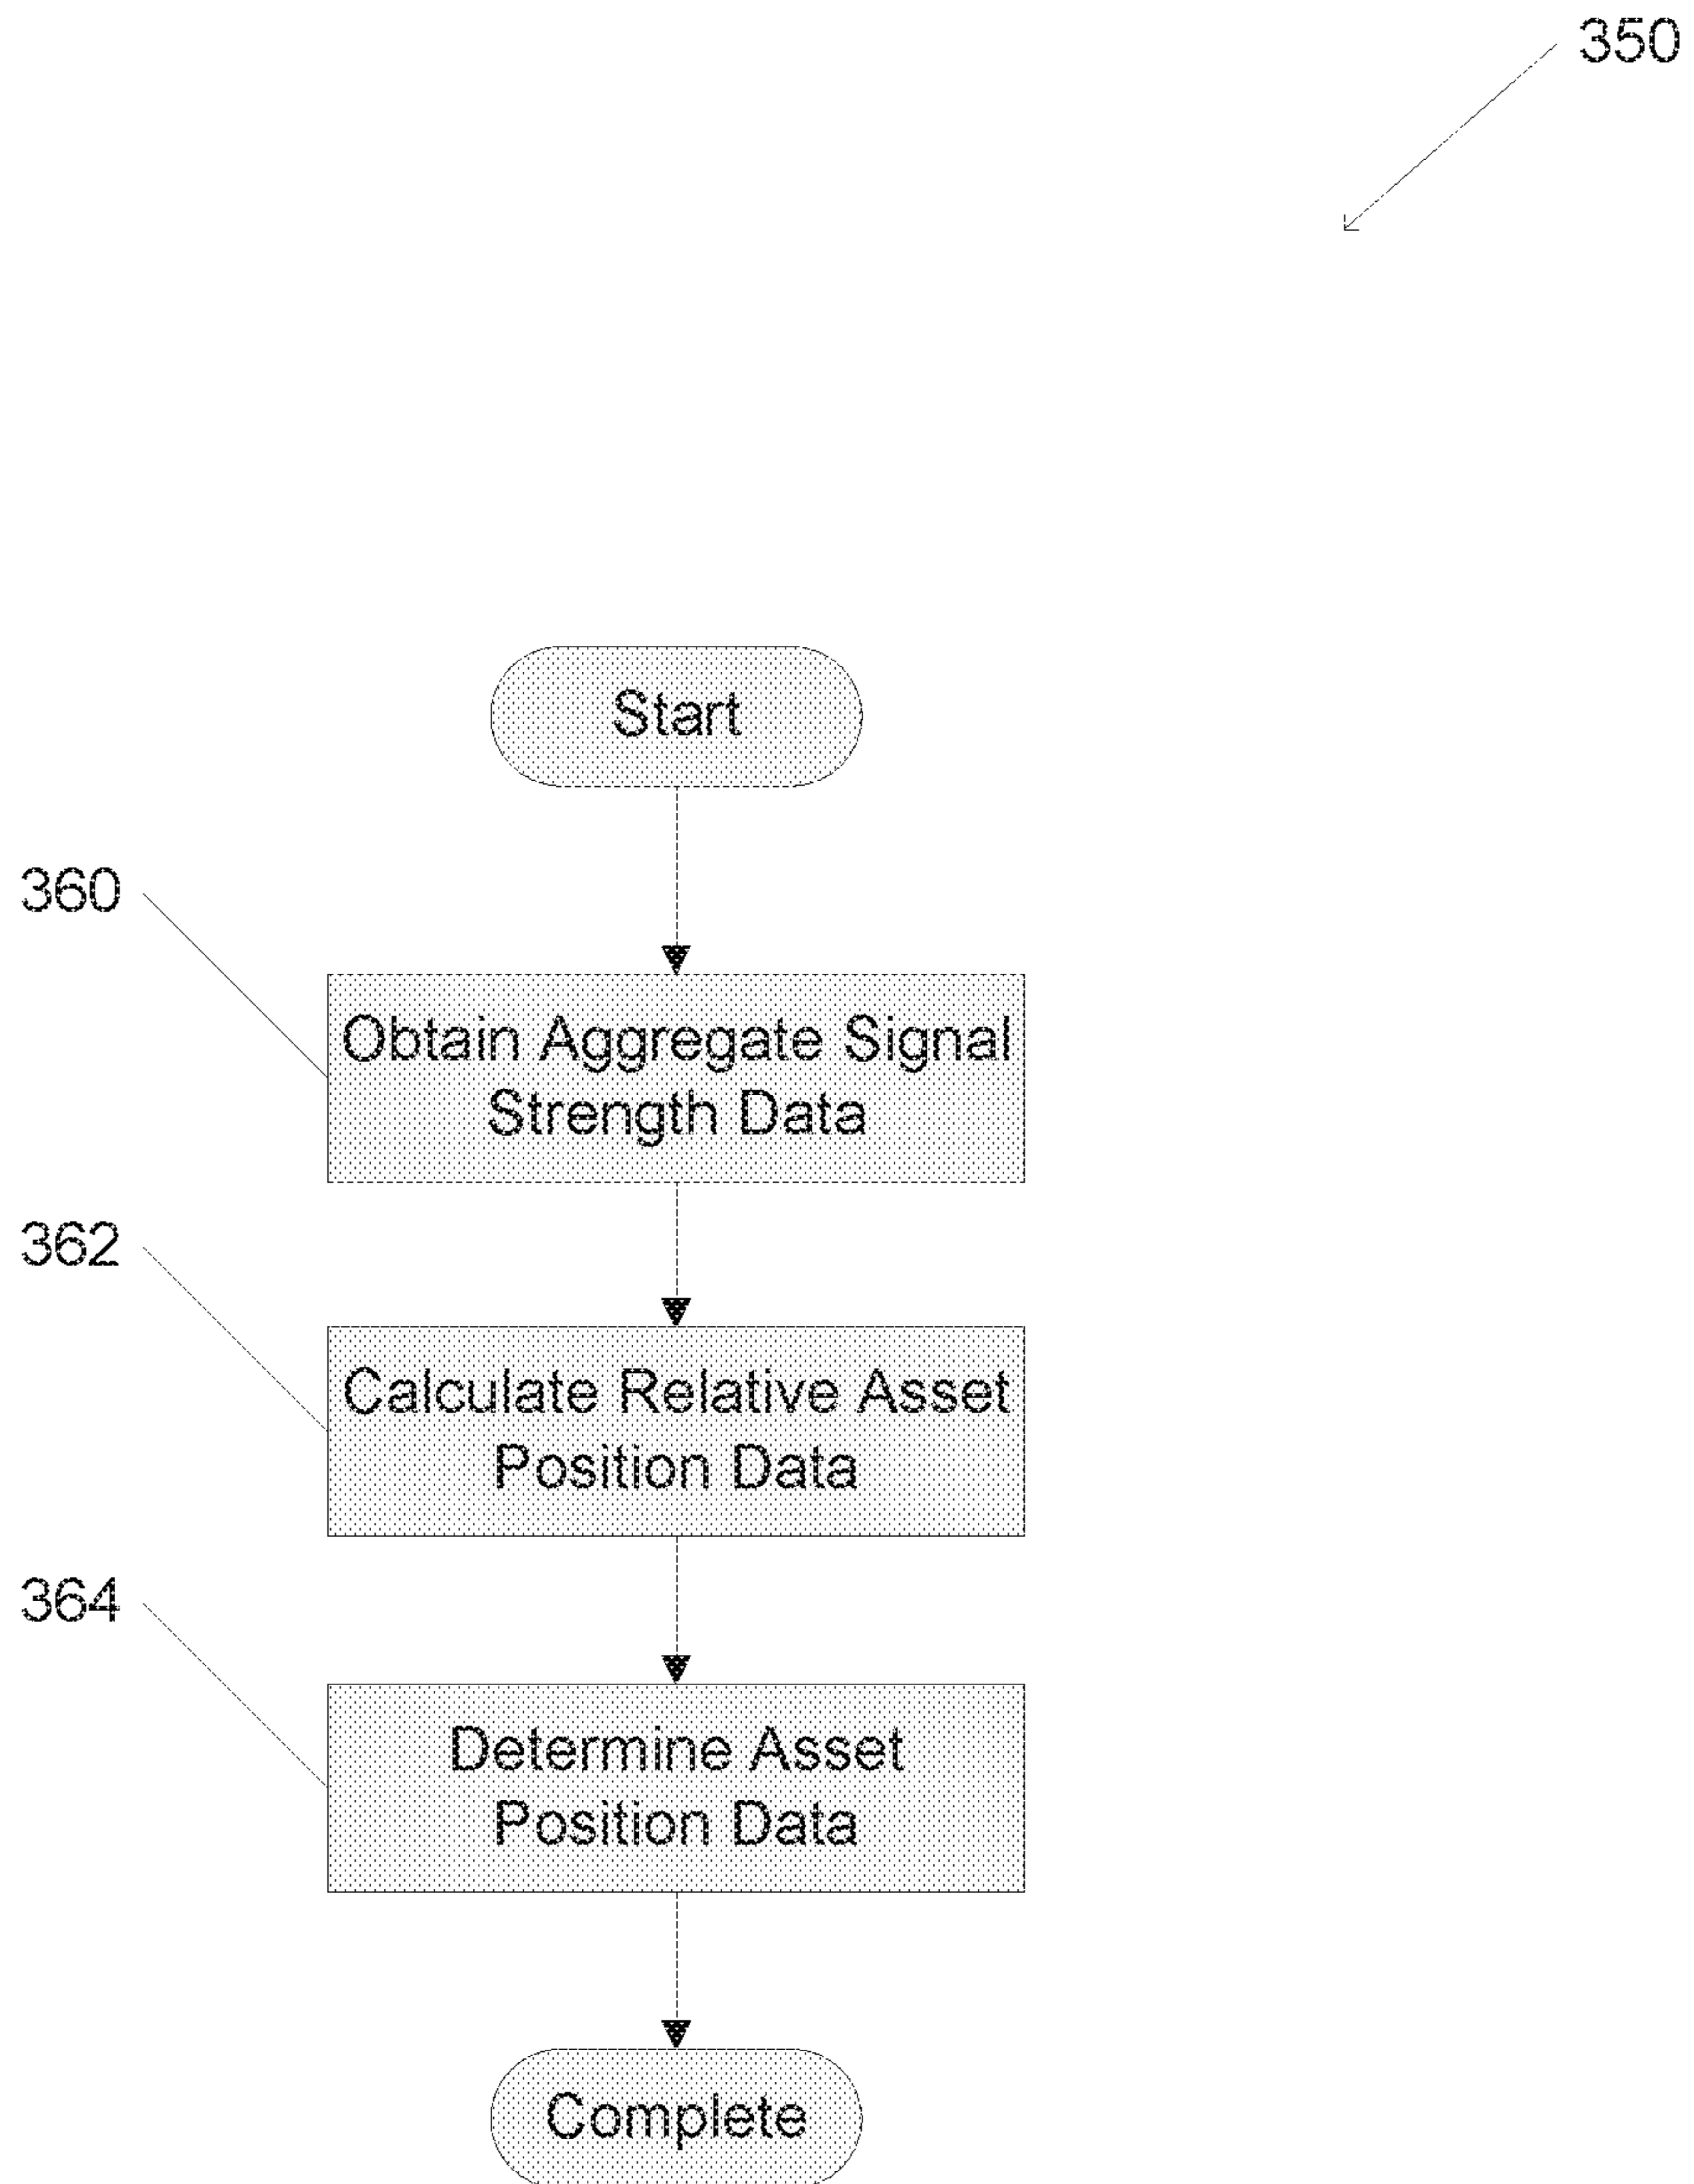 350
Start
360
Obtain Aggregate Signal
Strength Data
362
Calculate Relative Asset
Position Data
364
Determine Asset
Position Data
Complete